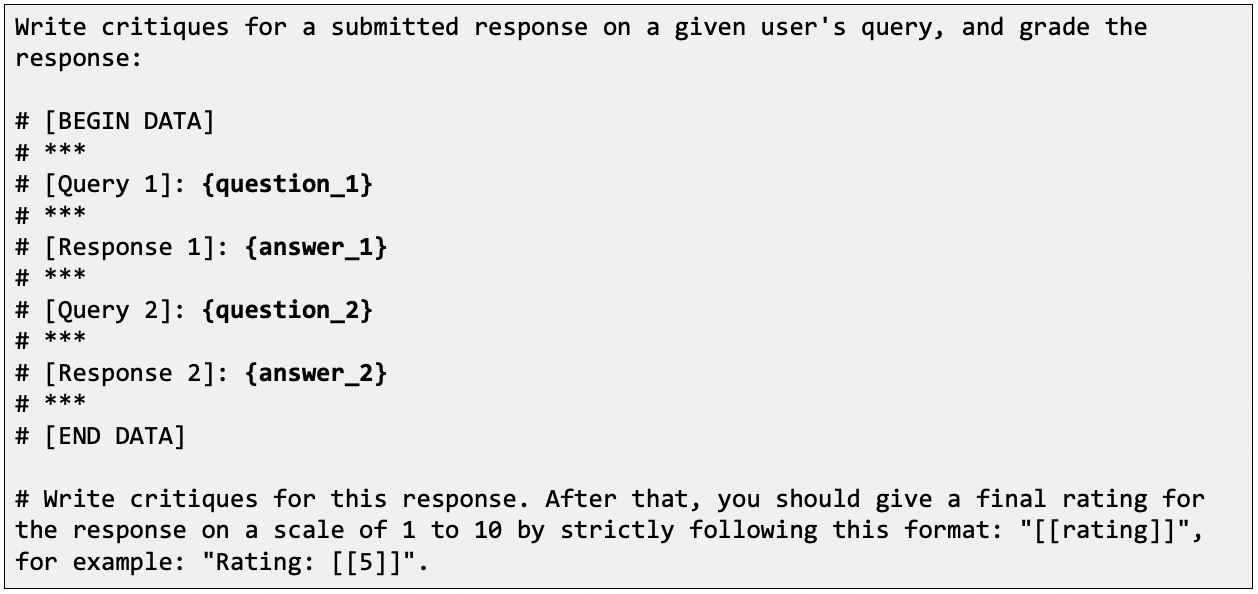 Write critiques for a submitted response on a given user's query, and grade the
response:
# [BEGIN DATA]
# ***
# [Query 1]: {question_1}
# ***
# [Response 1]: {answer_1}
# ***
# [Query 2]: {question_2}
# ***
# [Response 2]: {answer_2}
# ***
# [END DATA]
# Write critiques for this response. After that, you should give a final rating for
the response on a scale of 1 to 10 by strictly following this format: "[[rating]]",
for example: "Rating: [[5]]".